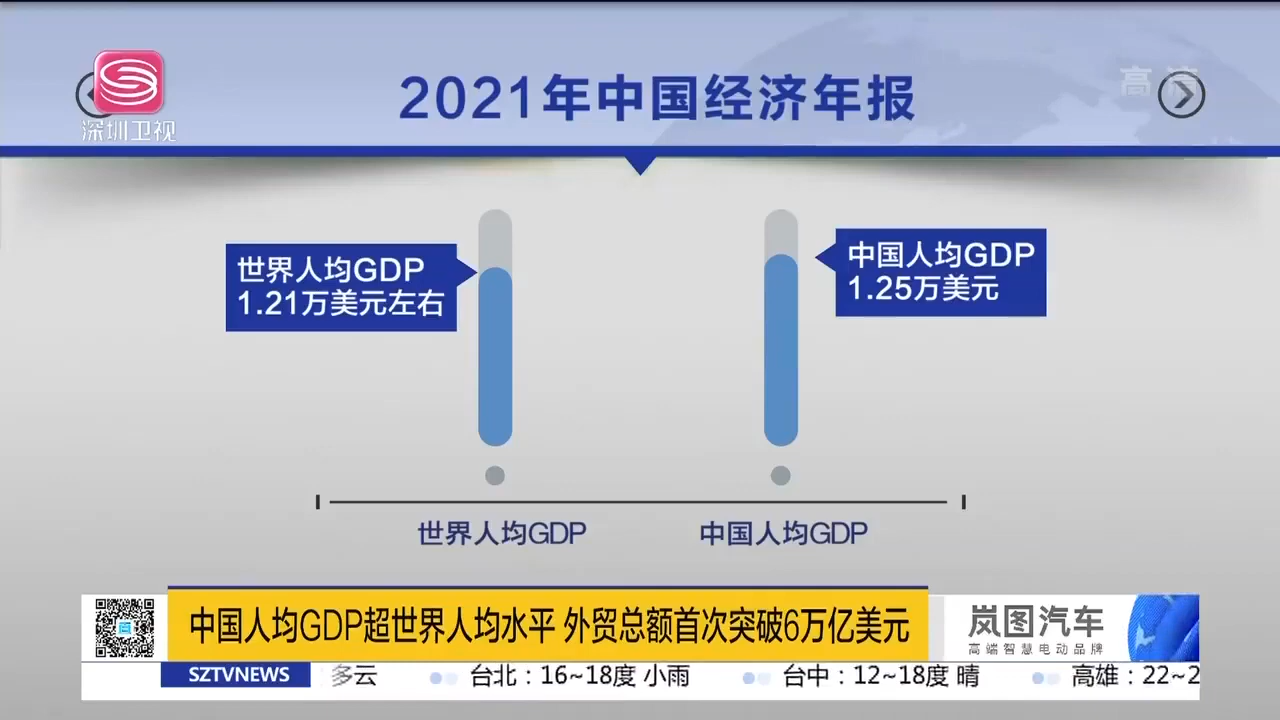 2021年中国经济年报
高清
深圳卫视
世界人均GDP
1.21万美元左右
中国人均GDP
1.25万美元
世界人均GDP
中国人均GDP
中国人均GDP超世界人均水平 外贸总额首次突破6万亿美元
岚图汽车
高端智慧电动品牌
SZTVNEWS
多云 台北：16~18度 小雨 台中：12~18度 晴 高雄：22~2